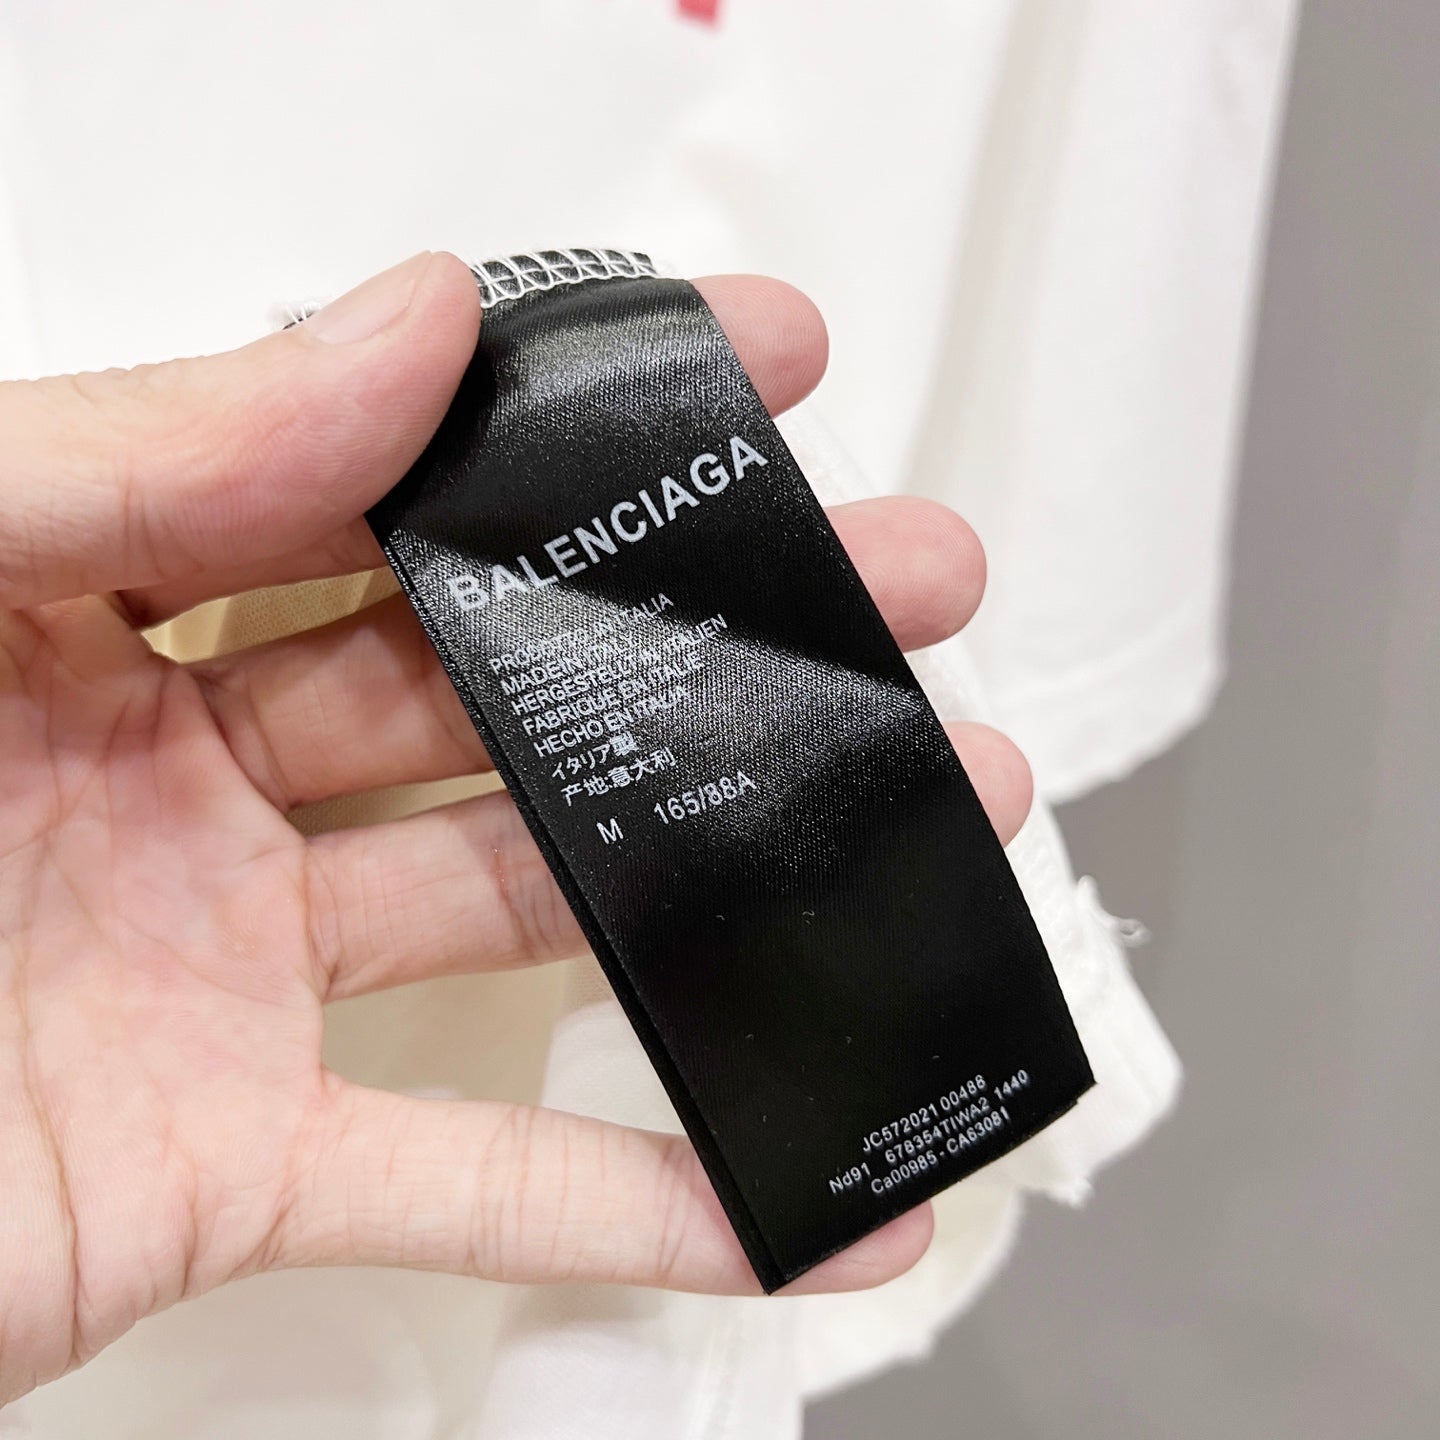 BALENCIAGA
PRODOTTO IN ITALIA
MADE IN ITALY
HERGESTELLT IN ITALIEN
FABRIQUE EN ITALIE
HECHO EN ITALIA
イタリア製
产地:意大利
M 165/88A
JC572021 00488
Nd91 678354TIWA2 1440
Ca00985 - CA63081